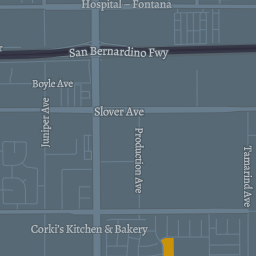 Hospital – Fontana
San Bernardino Fwy
Boyle Ave
Slover Ave
Juniper Ave
Production Ave
Tamarind Ave
Corki's Kitchen & Bakery